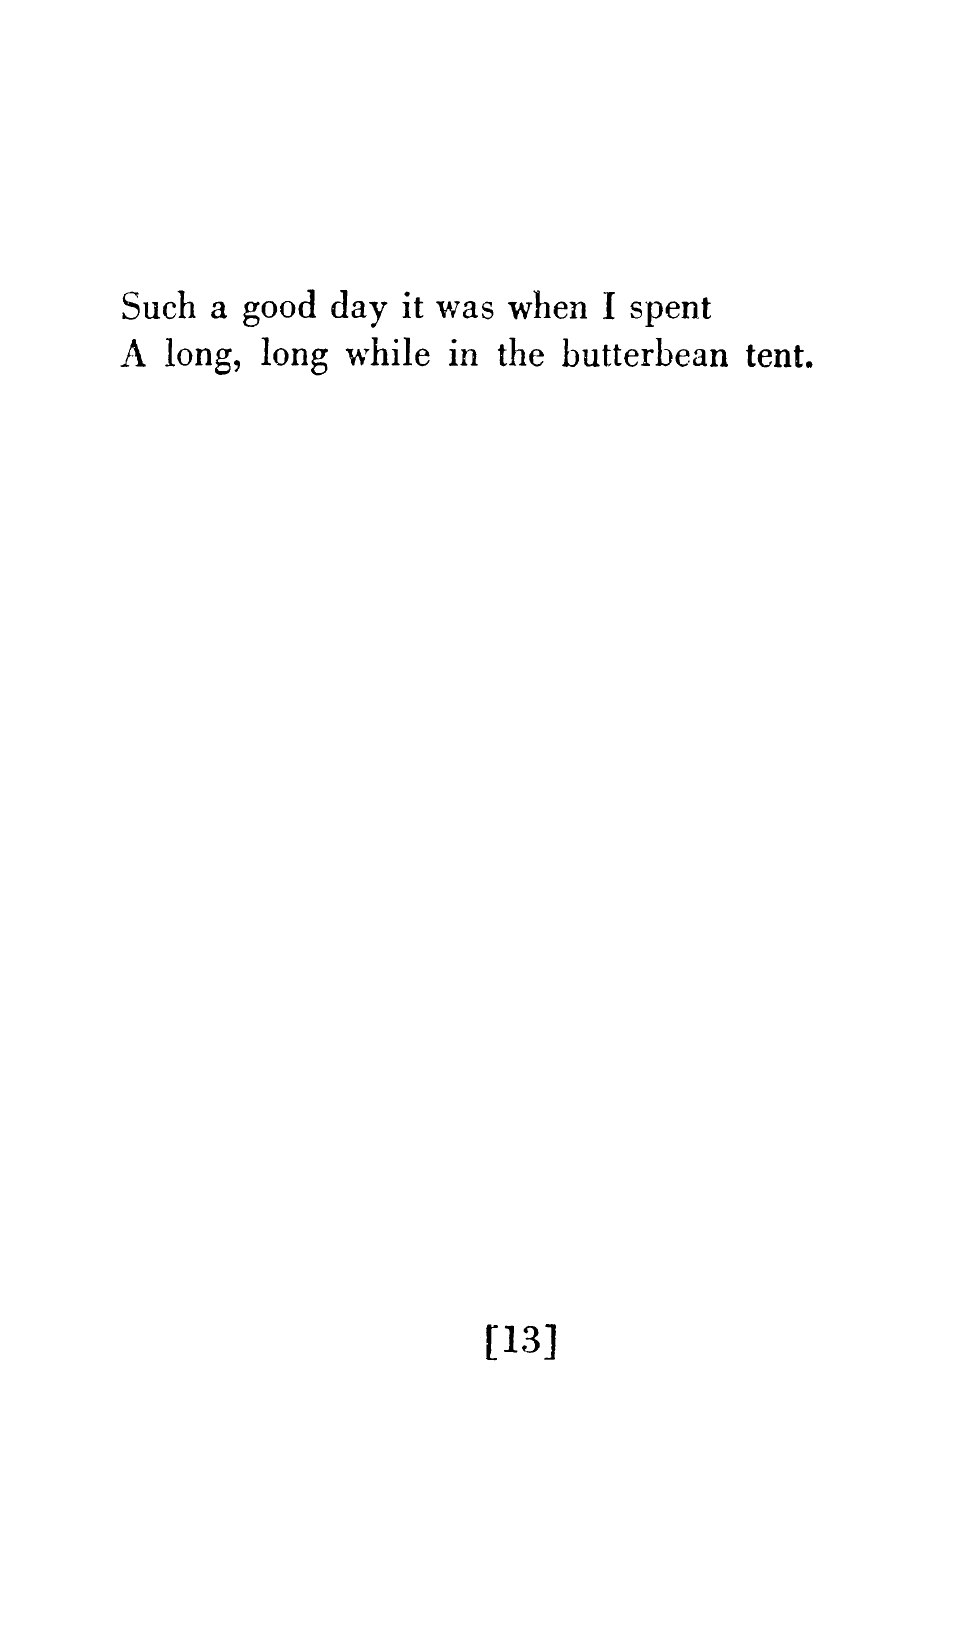 Such a good day it was when I spent
A long, long while in the butterbean tent.
[13]